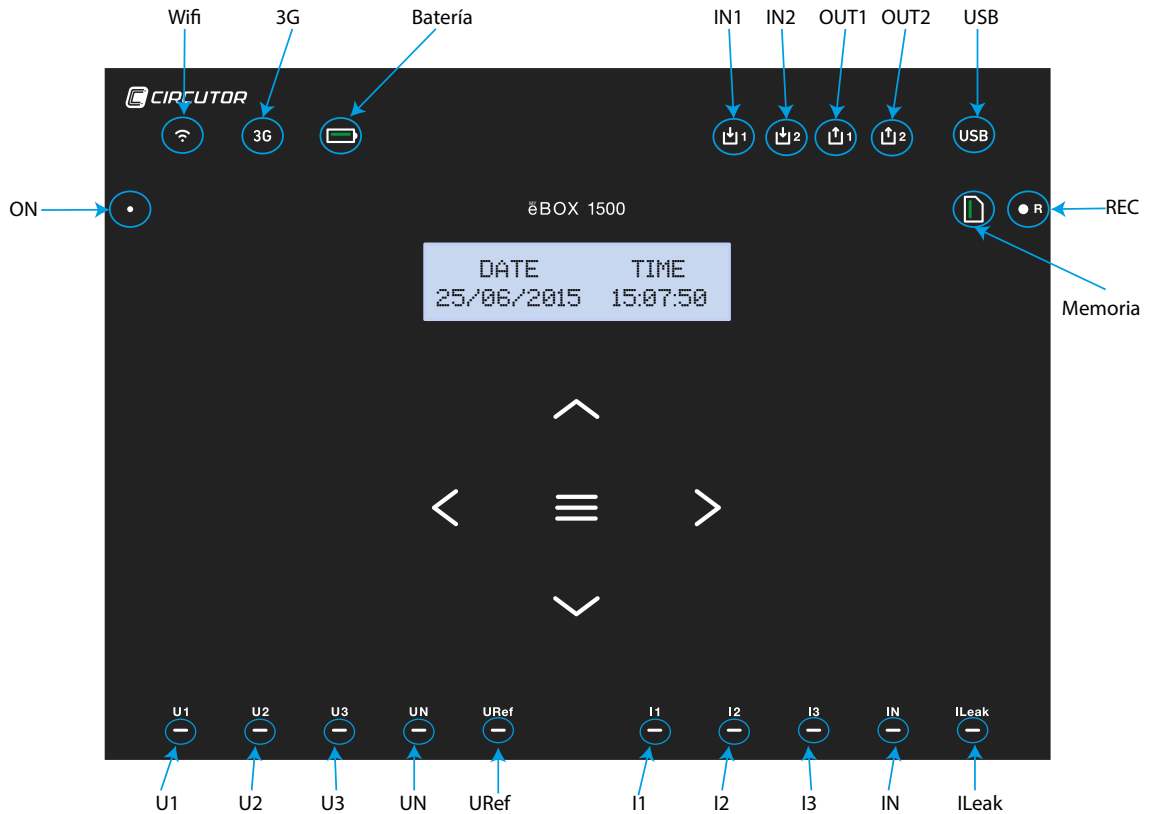 Wifi 3G Batería IN1 IN2 OUT1 OUT2 USB
CIRCUTOR
3G 1 2 1 2 USB
ON ëBOX 1500 R REC
DATE TIME
25/06/2015 15:07:50
Memoria
U1 U2 U3 UN URef I1 I2 I3 IN ILeak
U1 U2 U3 UN URef I1 I2 I3 IN ILeak